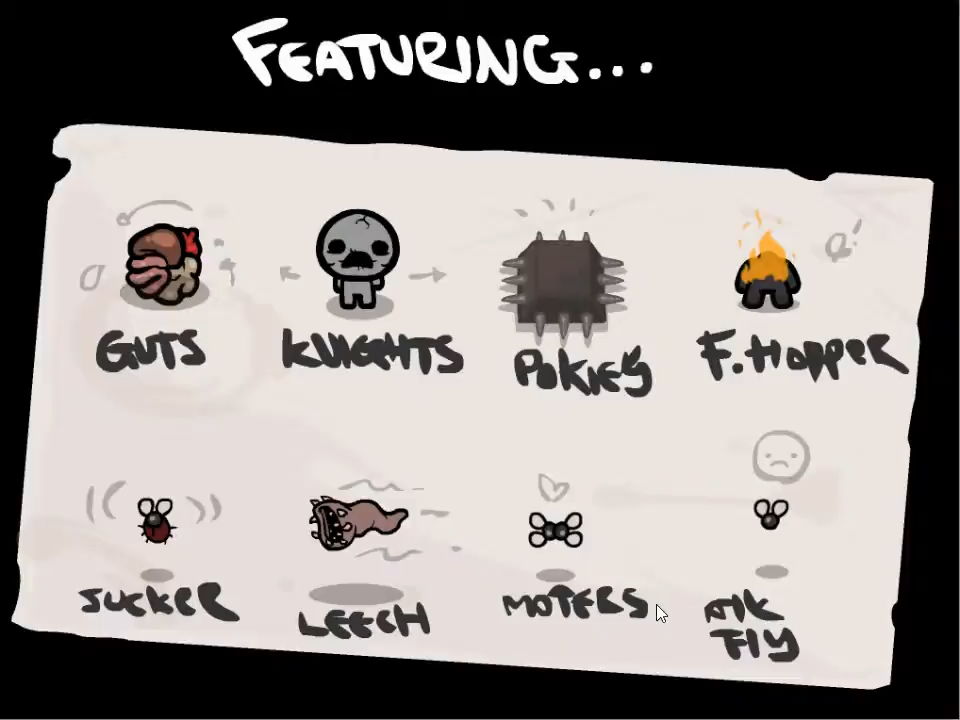 FEATURING...
GUTS
KNIGHTS
POKIES
F. HOPPER
SUCKER
LEECH
MOTERS
ATK
FLY